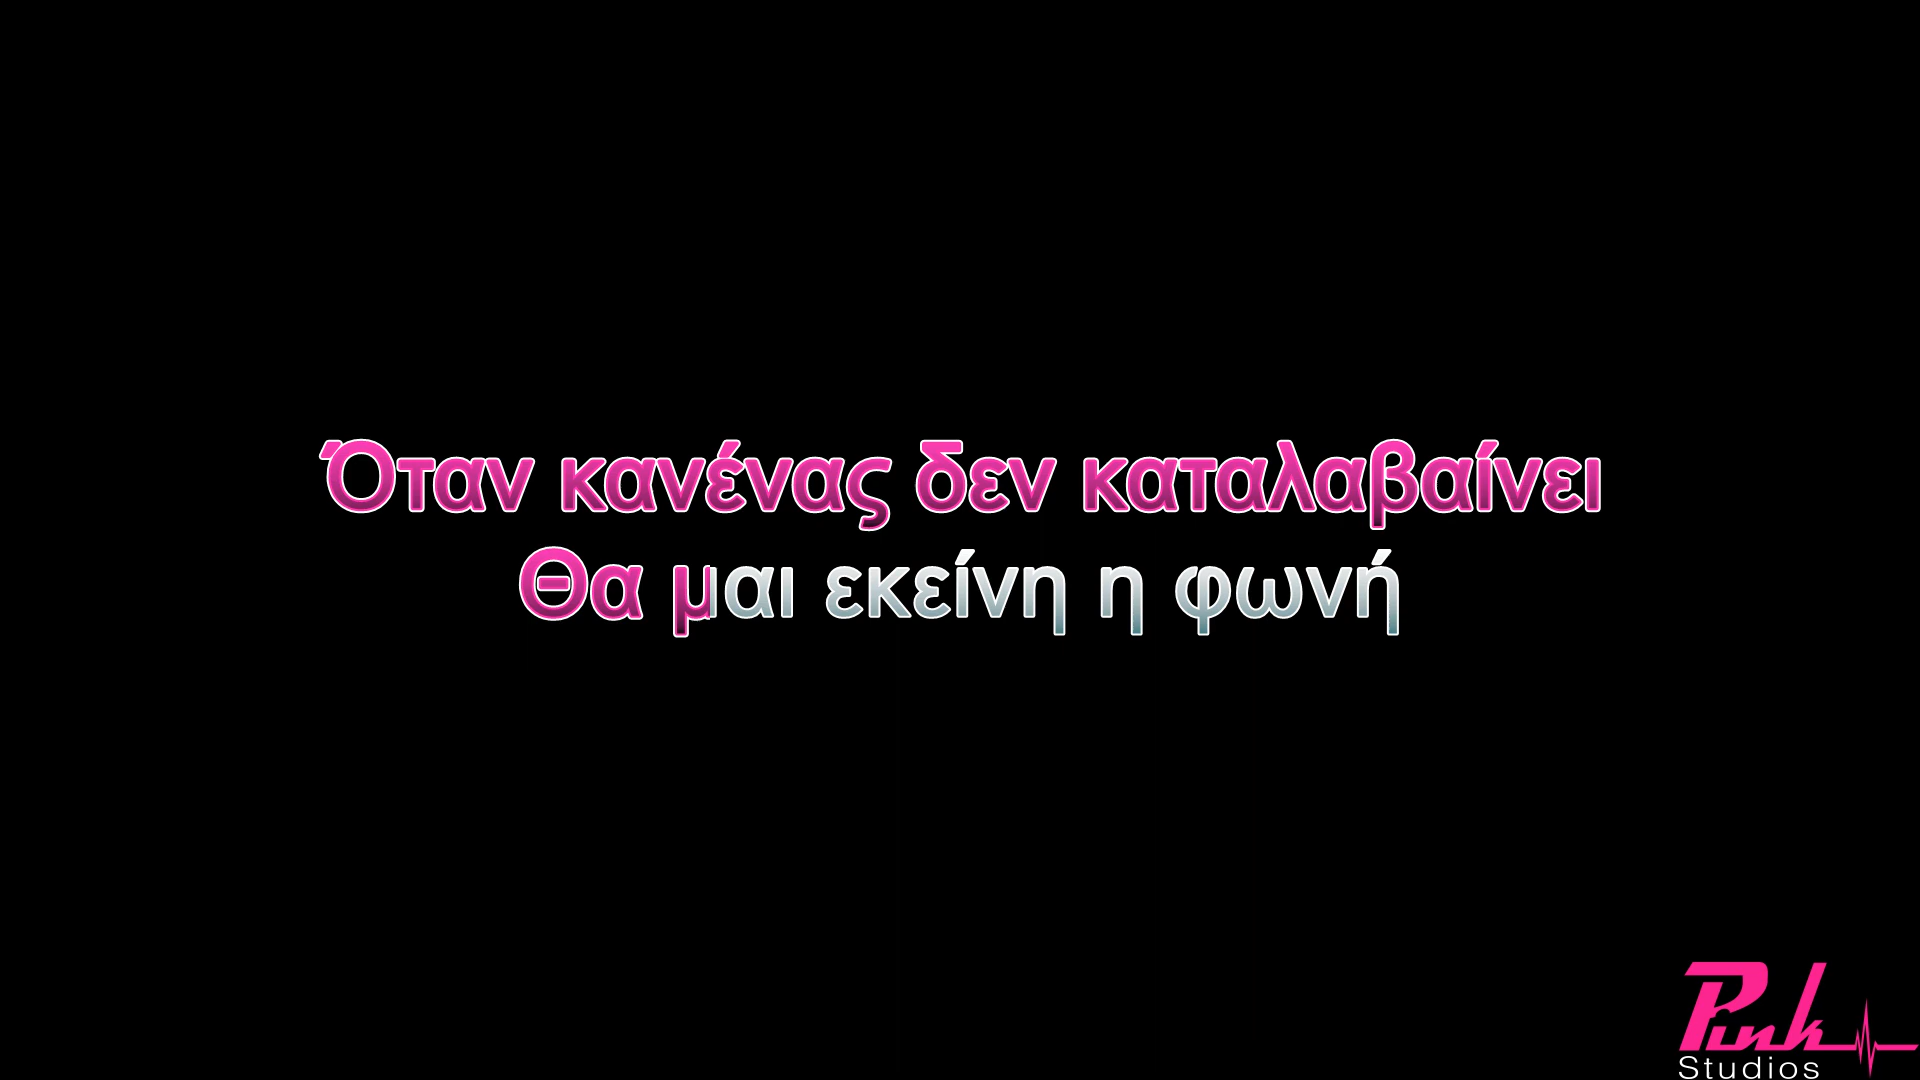 Όταν κανένας δεν καταλαβαίνει
Θα μαι εκείνη η φωνή
Pink
Studios